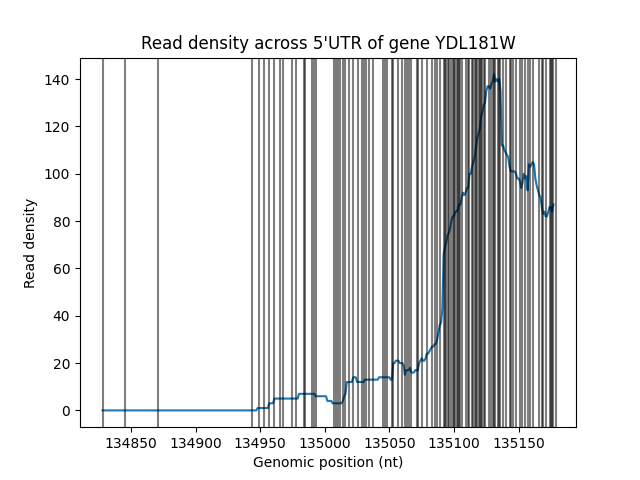 Read density across 5'UTR of gene YDL181W
140
120
100
80
60
40
20
0
Read density
134850 134900 134950 135000 135050 135100 135150
Genomic position (nt)